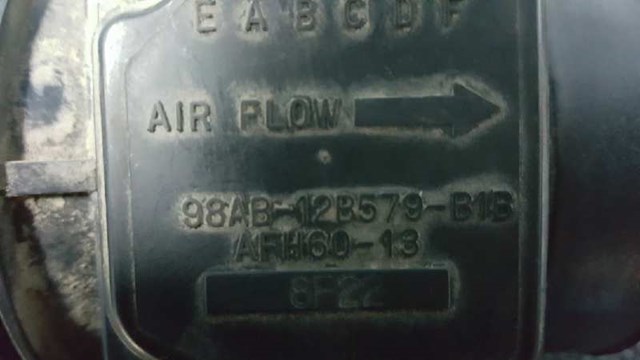 E A B C D F
AIR FLOW
98AB-12B579-B1B
AFH60-13
8F22